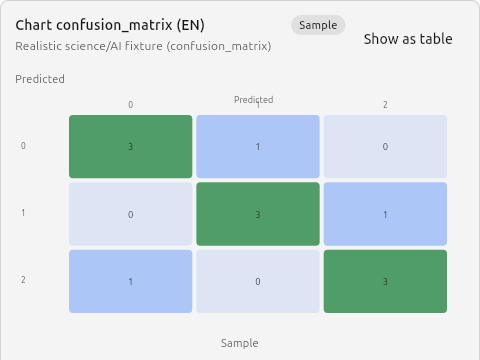 Chart confusion_matrix (EN)
Sample
Show as table
Realistic science/AI fixture (confusion_matrix)
Predicted
Predicted
0 1 2
0 3 1 0
1 0 3 1
2 1 0 3
Sample